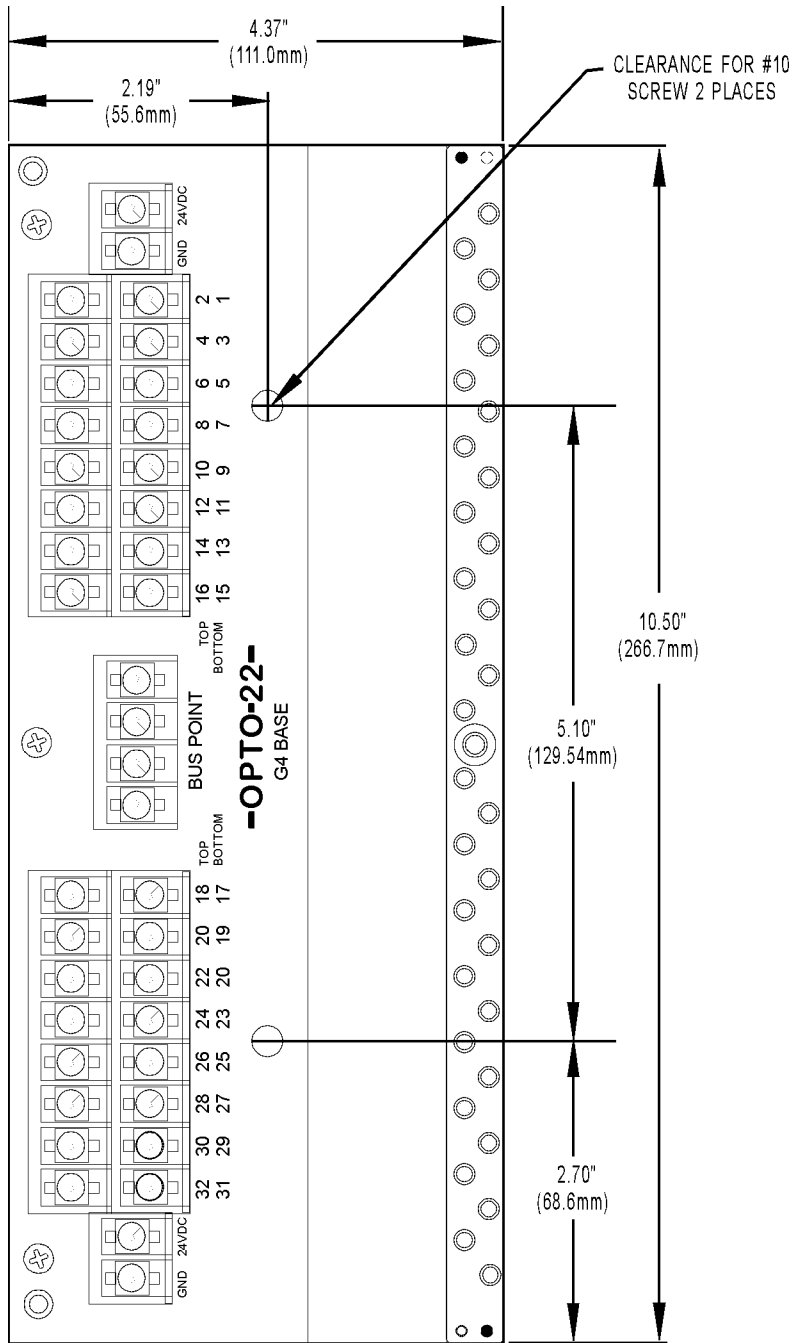 4.37"
(111.0mm)
2.19"
(55.6mm)
CLEARANCE FOR #10
SCREW 2 PLACES
24VDC
GND
2 1
4 3
6 5
8 7
10 9
12 11
14 13
16 15
TOP
BOTTOM
BUS POINT
-OPTO-22-
G4 BASE
TOP
BOTTOM
10.50"
(266.7mm)
5.10"
(129.54mm)
18 17
20 19
22 20
24 23
26 25
28 27
30 29
32 31
2.70"
(68.6mm)
24VDC
GND